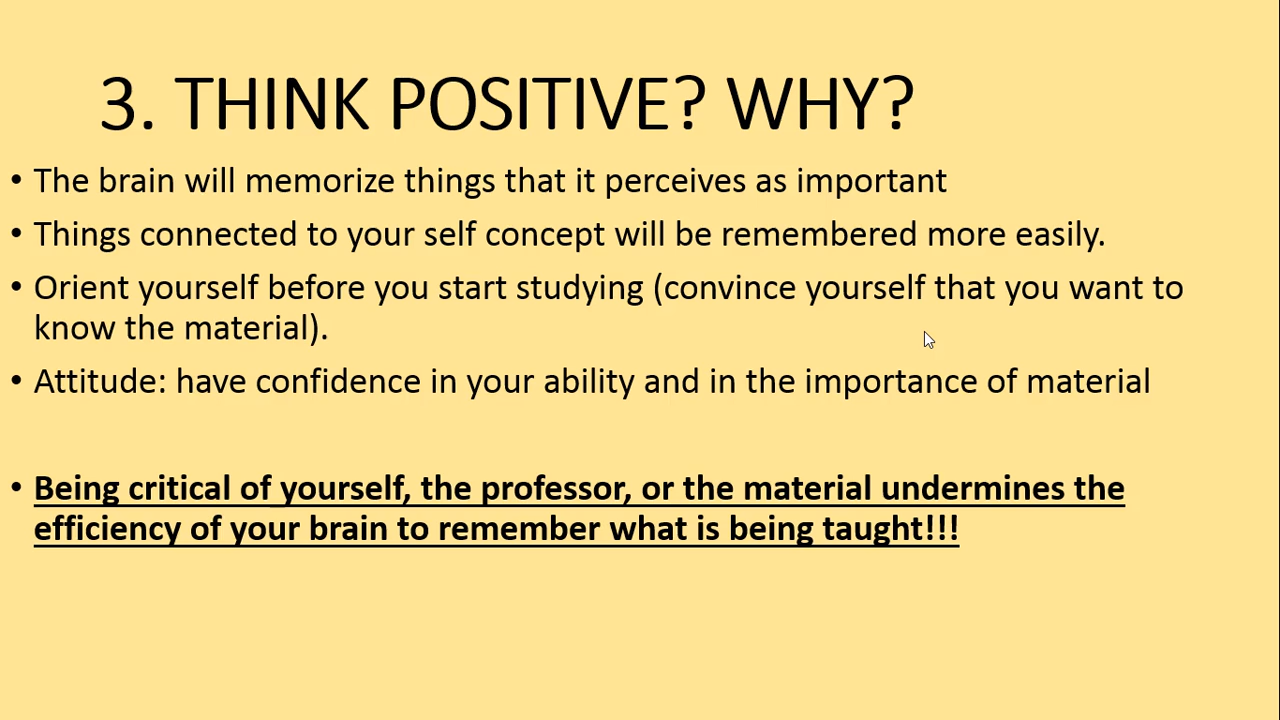 3. THINK POSITIVE? WHY?
• The brain will memorize things that it perceives as important
• Things connected to your self concept will be remembered more easily.
• Orient yourself before you start studying (convince yourself that you want to
know the material).
• Attitude: have confidence in your ability and in the importance of material
• Being critical of yourself, the professor, or the material undermines the
efficiency of your brain to remember what is being taught!!!